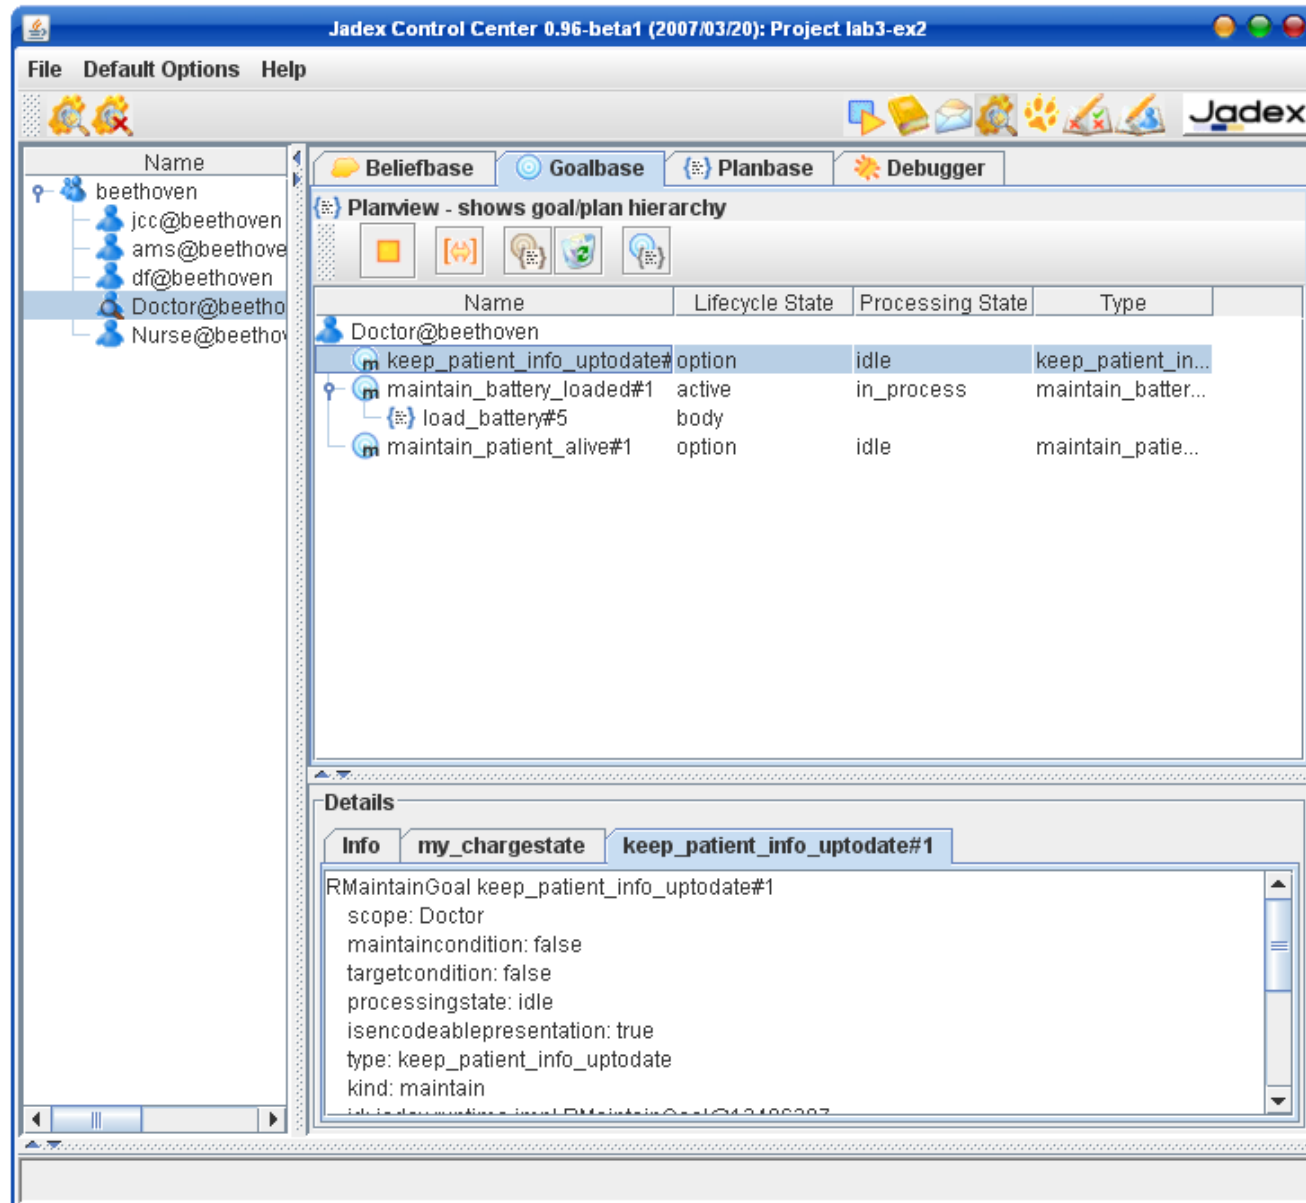 Jadex Control Center 0.96-beta1 (2007/03/20): Project lab3-ex2
File Default Options Help
Jadex
Name
beethoven
jcc@beethoven
ams@beethove
df@beethoven
Doctor@beetho
Nurse@beethov
Beliefbase Goalbase Planbase Debugger
Planview - shows goal/plan hierarchy
Name Lifecycle State Processing State Type
Doctor@beethoven
keep_patient_info_uptodate# option idle keep_patient_in...
maintain_battery_loaded#1 active in_process maintain_batter...
load_battery#5 body
maintain_patient_alive#1 option idle maintain_patie...
Details
Info my_chargestate keep_patient_info_uptodate#1
RMaintainGoal keep_patient_info_uptodate#1
scope: Doctor
maintaincondition: false
targetcondition: false
processingstate: idle
isencodeablepresentation: true
type: keep_patient_info_uptodate
kind: maintain